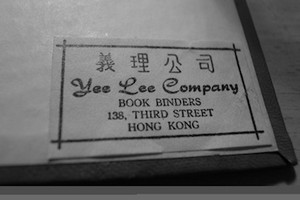 義理公司
Yee Lee Company
BOOK BINDERS
138, THIRD STREET
HONG KONG